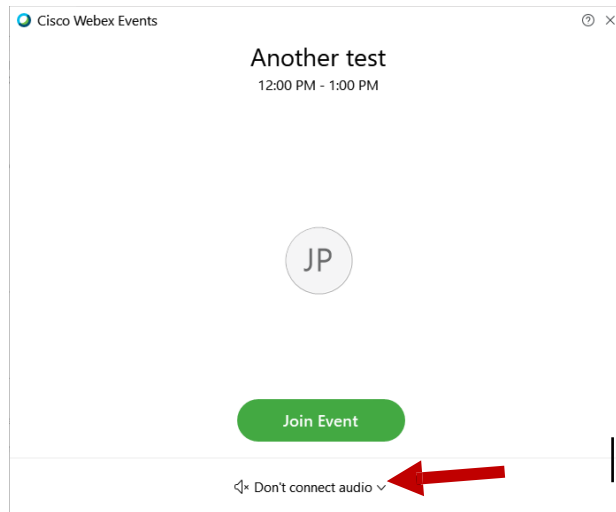 Cisco Webex Events
Another test
12:00 PM - 1:00 PM
JP
Join Event
Don't connect audio